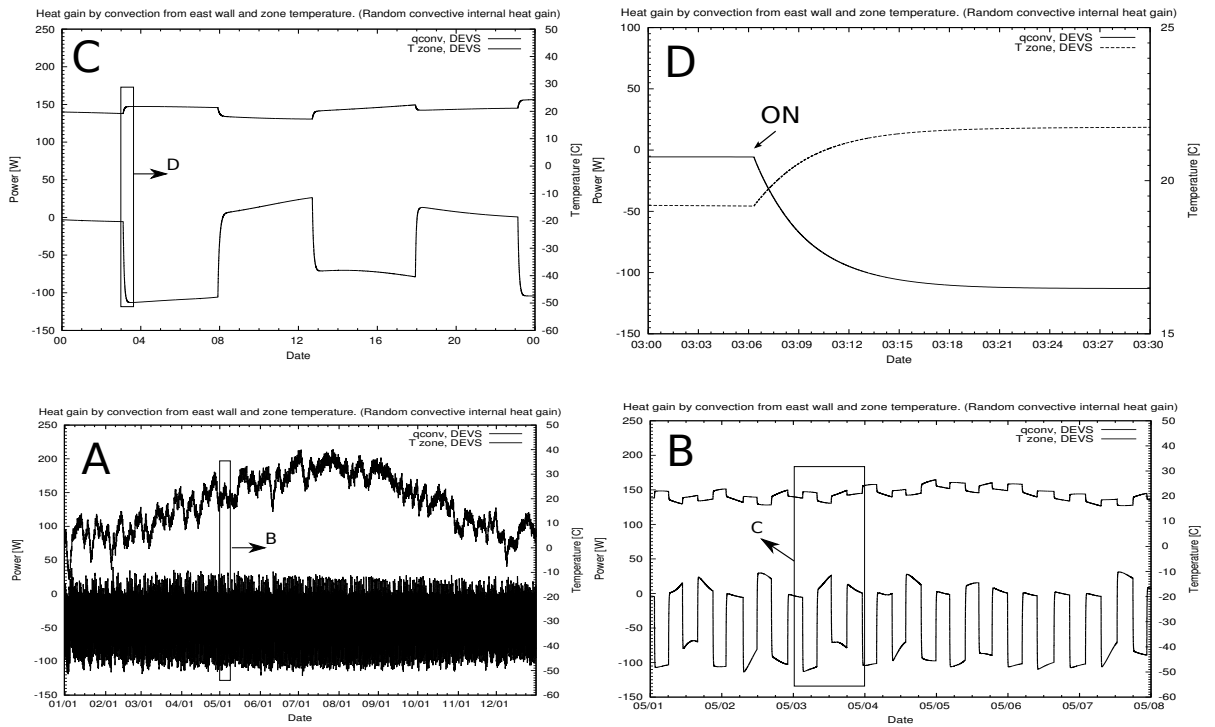 Heat gain by convection from east wall and zone temperature. (Random convective internal heat gain)
C
qconv, DEVS
T zone, DEVS
250
200
150
100
50
0
-50
-100
-150
50
40
30
20
10
0
-10
-20
-30
-40
-50
-60
Power [W]
Temperature [C]
D
00 04 08 12 16 20 00
Date
Heat gain by convection from east wall and zone temperature. (Random convective internal heat gain)
D
qconv, DEVS
T zone, DEVS
100
50
0
-50
-100
-150
25
20
15
Power [W]
Temperature [C]
ON
03:00 03:03 03:06 03:09 03:12 03:15 03:18 03:21 03:24 03:27 03:30
Date
Heat gain by convection from east wall and zone temperature. (Random convective internal heat gain)
A
qconv, DEVS
T zone, DEVS
250
200
150
100
50
0
-50
-100
-150
50
40
30
20
10
0
-10
-20
-30
-40
-50
-60
Power [W]
Temperature [C]
B
01/01 02/01 03/01 04/01 05/01 06/01 07/01 08/01 09/01 10/01 11/01 12/01
Date
Heat gain by convection from east wall and zone temperature. (Random convective internal heat gain)
B
qconv, DEVS
T zone, DEVS
250
200
150
100
50
0
-50
-100
-150
50
40
30
20
10
0
-10
-20
-30
-40
-50
-60
Power [W]
Temperature [C]
C
05/01 05/02 05/03 05/04 05/05 05/06 05/07 05/08
Date